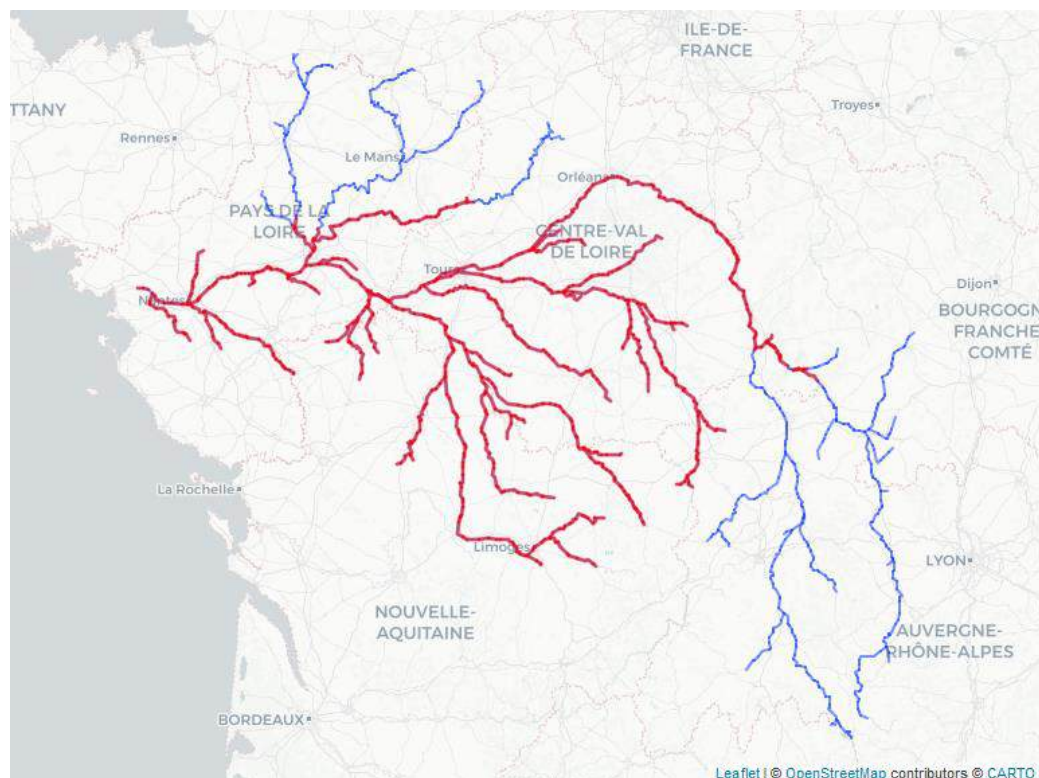 ILE-DE-
FRANCE
TTANY
Troyes
Rennes
Le Mans
Orléans
PAYS DE LA
LOIRE
CENTRE-VAL
DE LOIRE
Tours
Dijon
Nantes
BOURGOGN
FRANCHE
COMTÉ
La Rochelle
Limoges
LYON
NOUVELLE-
AQUITAINE
AUVERGNE-
RHÔNE-ALPES
BORDEAUX
Leaflet | © OpenStreetMap contributors © CARTO